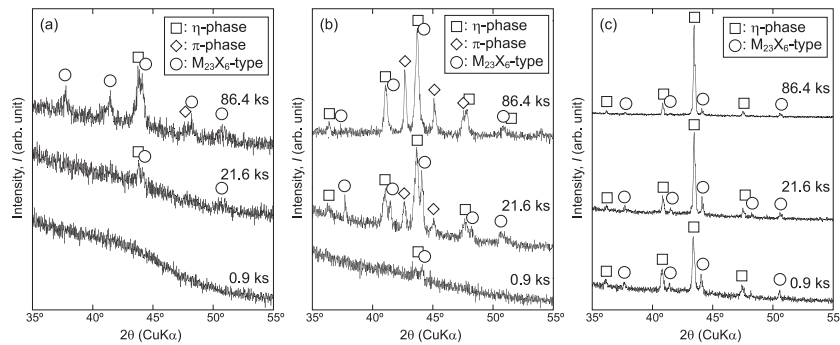 (a)
□: η-phase
◇: π-phase
○: M₂₃X₆-type
86.4 ks
21.6 ks
0.9 ks
Intensity, I (arb. unit)
35° 40° 45° 50° 55°
2θ (CuKα)
(b)
□: η-phase
◇: π-phase
○: M₂₃X₆-type
86.4 ks
21.6 ks
0.9 ks
Intensity, I (arb. unit)
35° 40° 45° 50° 55°
2θ (CuKα)
(c)
□: η-phase
○: M₂₃X₆-type
86.4 ks
21.6 ks
0.9 ks
Intensity, I (arb. unit)
35° 40° 45° 50° 55°
2θ (CuKα)